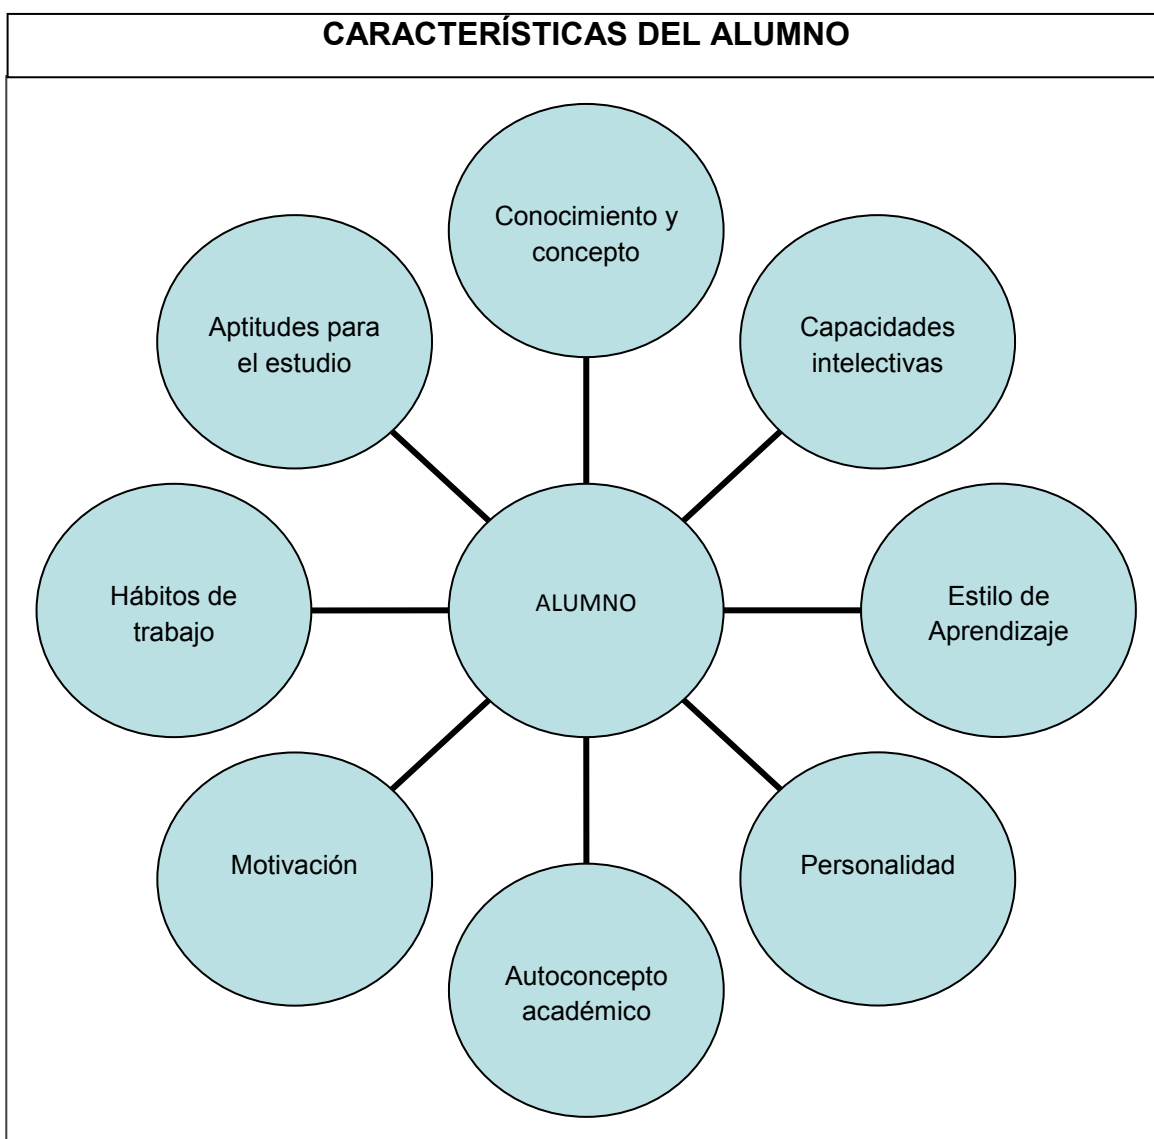 CARACTERÍSTICAS DEL ALUMNO
Conocimiento y
concepto
Aptitudes para
el estudio
Capacidades
intelectivas
Hábitos de
trabajo
ALUMNO
Estilo de
Aprendizaje
Motivación
Personalidad
Autoconcepto
académico